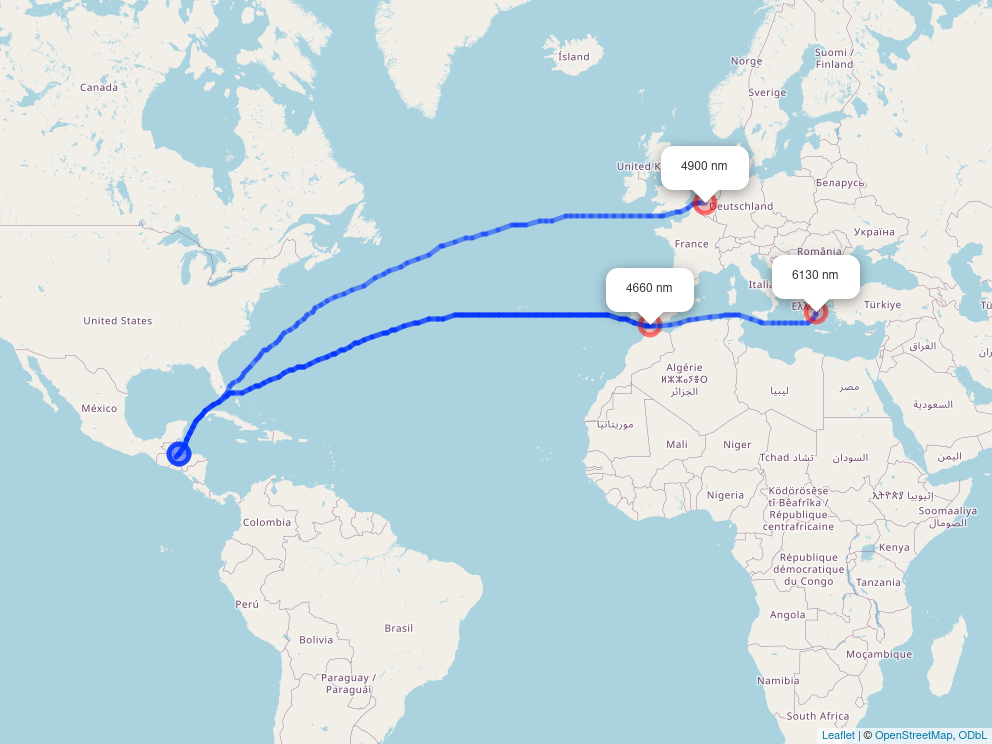 Ísland
Suomi /
Finland
Norge
Canada
Sverige
4900 nm
United K
Беларусь
Deutschland
Україна
France
România
4660 nm
6130 nm
Italia
Ελλ
Türkiye
United States
العراق
Algérie
ⵍⵣⵣⴰⵢⴻⵔ
الجزائر
ليبيا
مصر
السعودية
México
موريتانيا
Mali
Niger
Tchad تشاد
السودان
اليمن
Nigeria
Ködörösêse
tî Bêafrîka /
République
centrafricaine
إثيوبيا
Soomaaliya
الصومال
Colombia
Kenya
République
démocratique
du Congo
Tanzania
Perú
Angola
Brasil
Bolivia
Moçambique
Paraguay /
Paraguái
Namibia
South Africa
Leaflet | © OpenStreetMap, ODbL